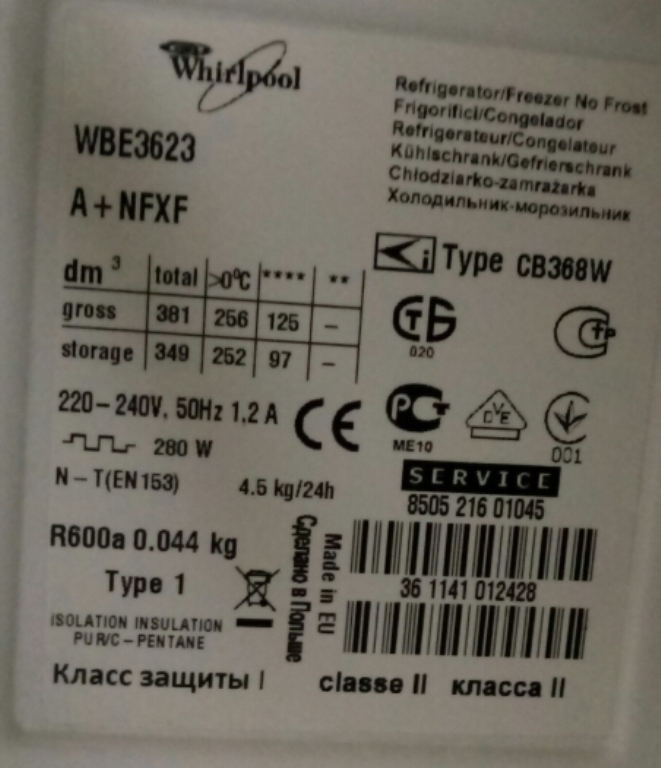 Whirlpool
WBE3623
A+NFXF
Refrigerator/Freezer No Frost
Frigorifici/Congelador
Refrigerateur/Congelateur
Kühlschrank/Gefrierschrank
Chłodziarko-zamrażarka
Холодильник-морозильник
Type CB368W
dm³ total >0°C **** **
gross 381 256 125 –
storage 349 252 97 –
020
220–240V, 50Hz 1,2 A
CE
280 W
РСТ
ME10
DVE
001
N–T(EN153)
4.5 kg/24h
SERVICE
8505 216 01045
R600a 0.044 kg
Type 1
Made in EU
Сделано в Польше
36 1141 012428
ISOLATION INSULATION
PUR/C-PENTANE
Класс защиты I
classe II класса II